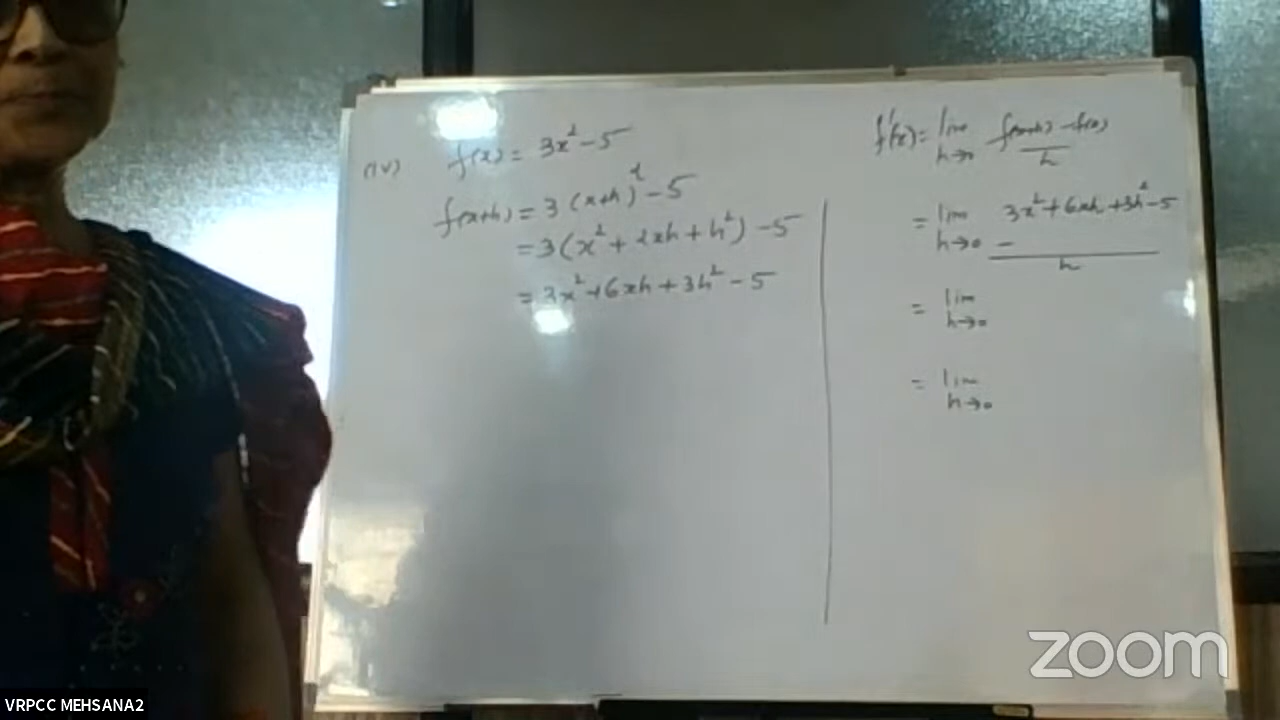 (iv) f(x) = 3x² - 5
f(x+h) = 3 (x+h)² - 5
= 3(x² + 2xh + h²) - 5
= 3x² + 6xh + 3h² - 5
f'(x) = lim h→0 f(x+h) - f(x) / h
= lim h→0 3x² + 6xh + 3h² - 5 - / h
= lim h→0
= lim h→0
zoom
VRPCC MEHSANA2